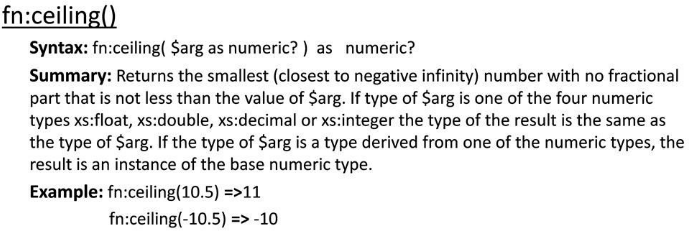 fn:ceiling()
Syntax: fn:ceiling( $arg as numeric? ) as numeric?
Summary: Returns the smallest (closest to negative infinity) number with no fractional
part that is not less than the value of $arg. If type of $arg is one of the four numeric
types xs:float, xs:double, xs:decimal or xs:integer the type of the result is the same as
the type of $arg. If the type of $arg is a type derived from one of the numeric types, the
result is an instance of the base numeric type.
Example: fn:ceiling(10.5) =>11
fn:ceiling(-10.5) => -10